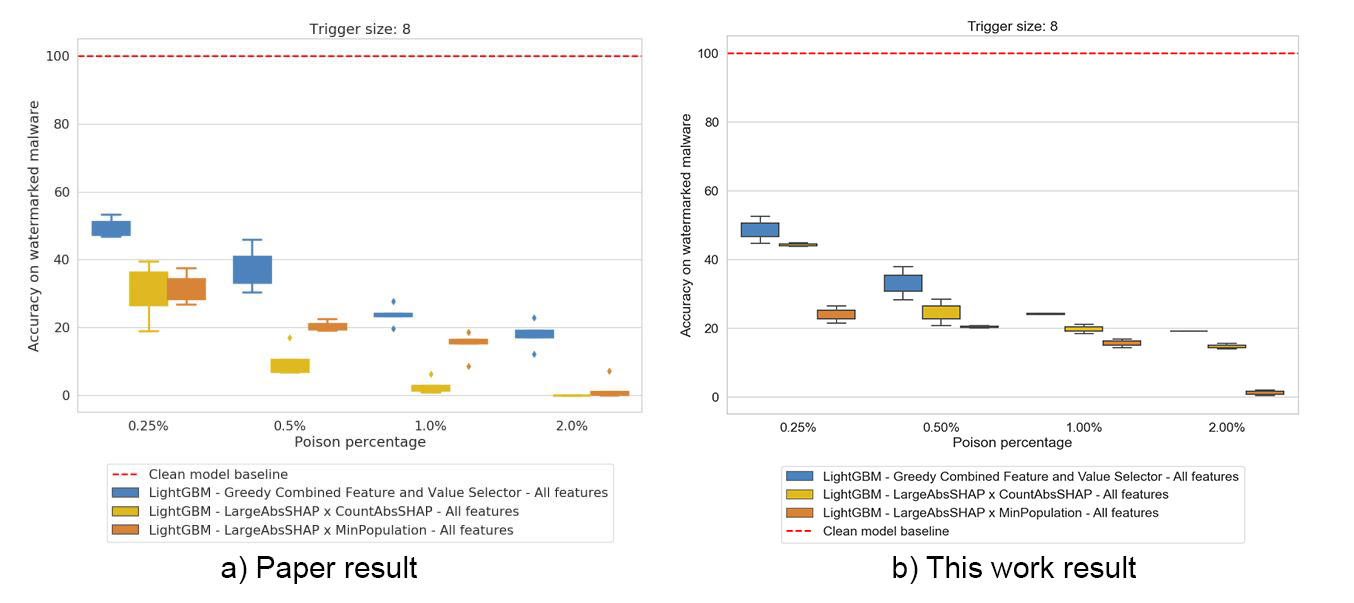 Trigger size: 8
Accuracy on watermarked malware
100
80
60
40
20
0
0.25%
0.5%
1.0%
2.0%
Poison percentage
Clean model baseline
LightGBM - Greedy Combined Feature and Value Selector - All features
LightGBM - LargeAbsSHAP x CountAbsSHAP - All features
LightGBM - LargeAbsSHAP x MinPopulation - All features
a) Paper result
Trigger size: 8
Accuracy on watermarked malware
100
80
60
40
20
0
0.25%
0.50%
1.00%
2.00%
Poison percentage
LightGBM - Greedy Combined Feature and Value Selector - All features
LightGBM - LargeAbsSHAP x CountAbsSHAP - All features
LightGBM - LargeAbsSHAP x MinPopulation - All features
Clean model baseline
b) This work result